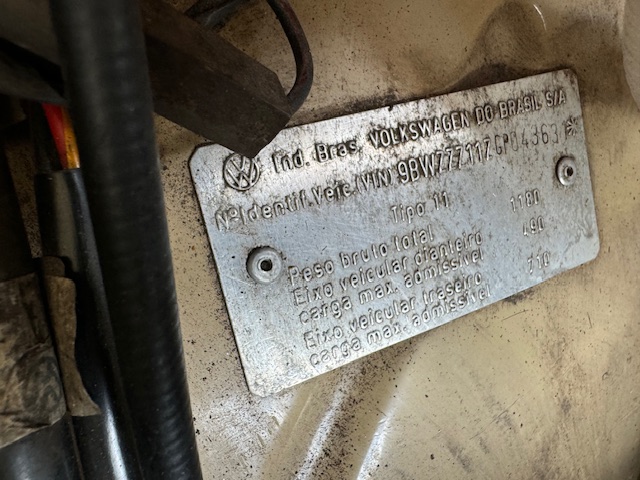 Ind. Bras. VOLKSWAGEN DO BRASIL S/A
Nº Identif. Veic. (VIN)
Tipo 11
Peso bruto total 1180
Eixo veicular dianteiro
carga max. admissivel 490
Eixo veicular traseiro
carga max. admissivel 710